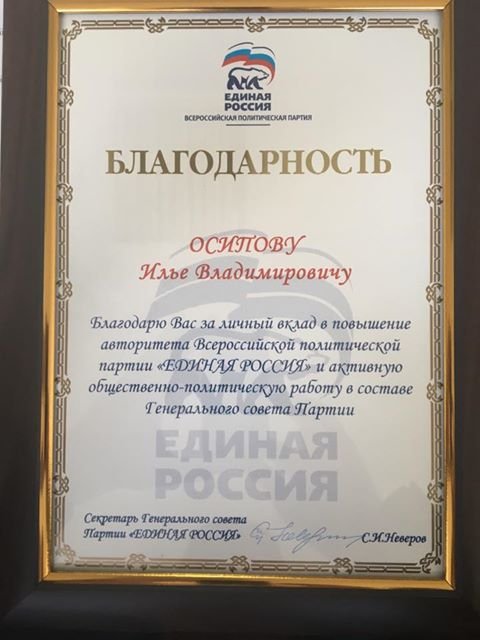 ЕДИНАЯ
РОССИЯ
ВСЕРОССИЙСКАЯ ПОЛИТИЧЕСКАЯ ПАРТИЯ
БЛАГОДАРНОСТЬ
ОСИПОВУ
Илье Владимировичу
Благодарю Вас за личный вклад в повышение
авторитета Всероссийской политической
партии «ЕДИНАЯ РОССИЯ» и активную
общественно-политическую работу в составе
Генерального совета Партии
ЕДИНАЯ
РОССИЯ
Секретарь Генерального совета
Партии «ЕДИНАЯ РОССИЯ»
С.И.Неверов